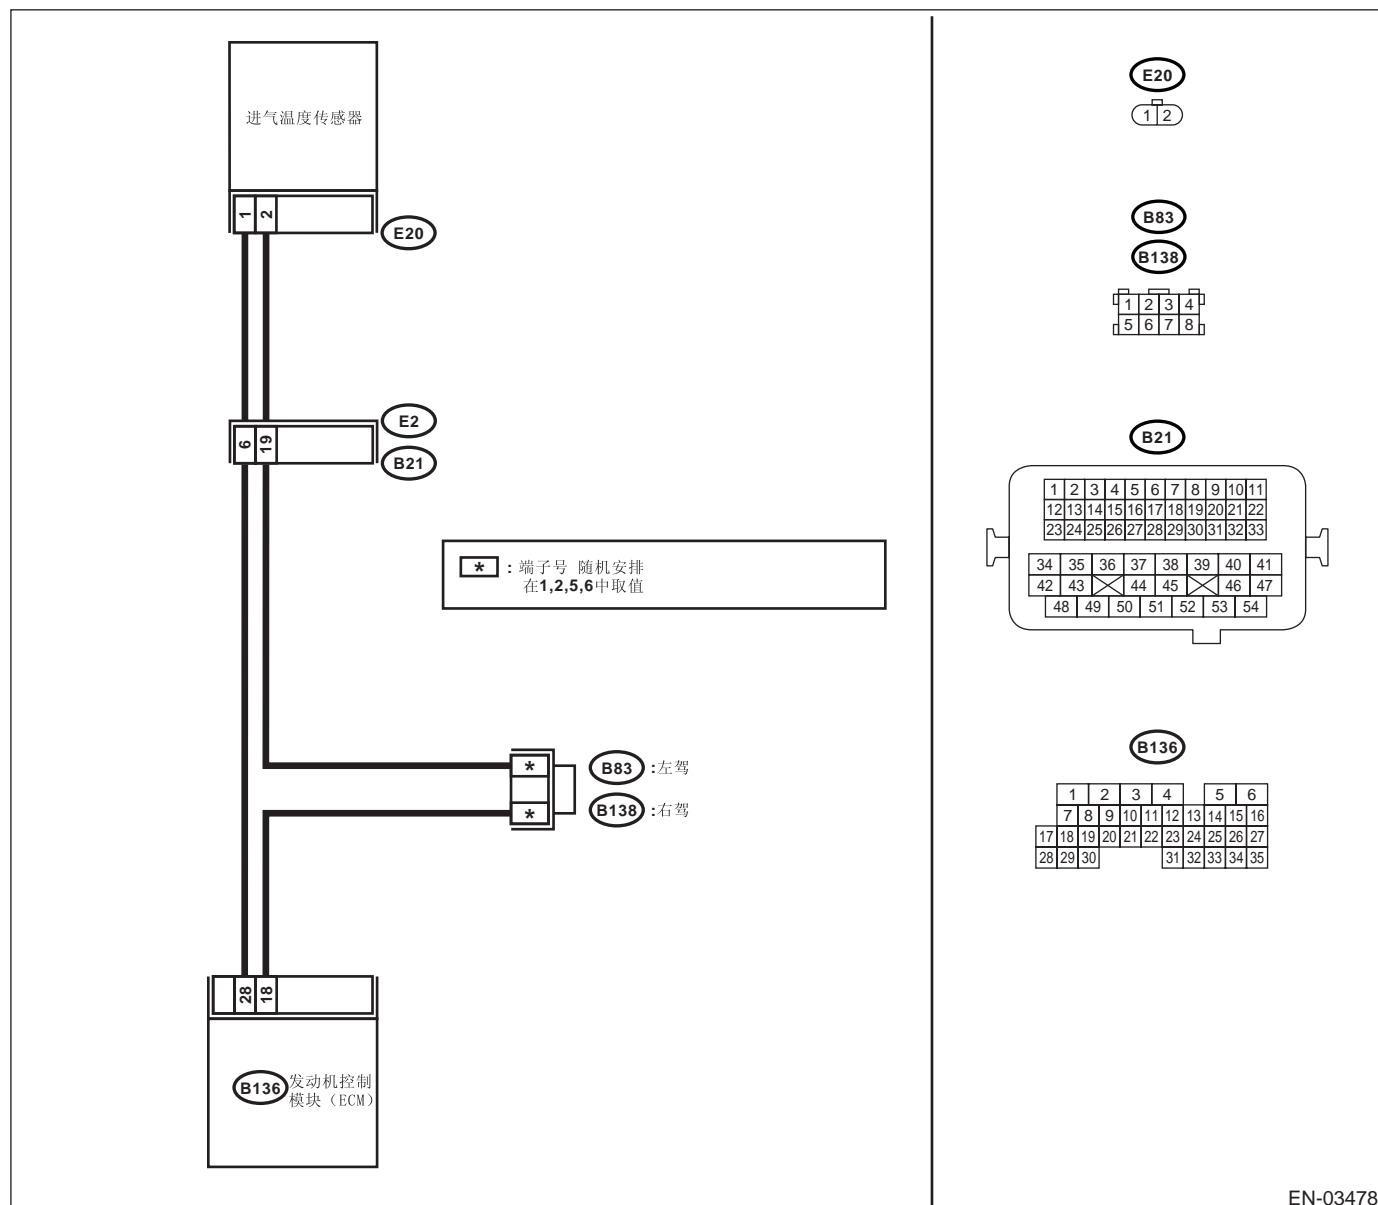 进气温度传感器
1 2
E20
E2
6 19
B21
* : 端子号 随机安排
在1,2,5,6中取值
* B83 :左驾
* B138 :右驾
28 18
B136 发动机控制
模块（ECM）
E20
1 2
B83
B138
1 2 3 4
5 6 7 8
B21
1 2 3 4 5 6 7 8 9 10 11
12 13 14 15 16 17 18 19 20 21 22
23 24 25 26 27 28 29 30 31 32 33
34 35 36 37 38 39 40 41
42 43 44 45 46 47
48 49 50 51 52 53 54
B136
1 2 3 4 5 6
7 8 9 10 11 12 13 14 15 16
17 18 19 20 21 22 23 24 25 26 27
28 29 30 31 32 33 34 35
EN-03478